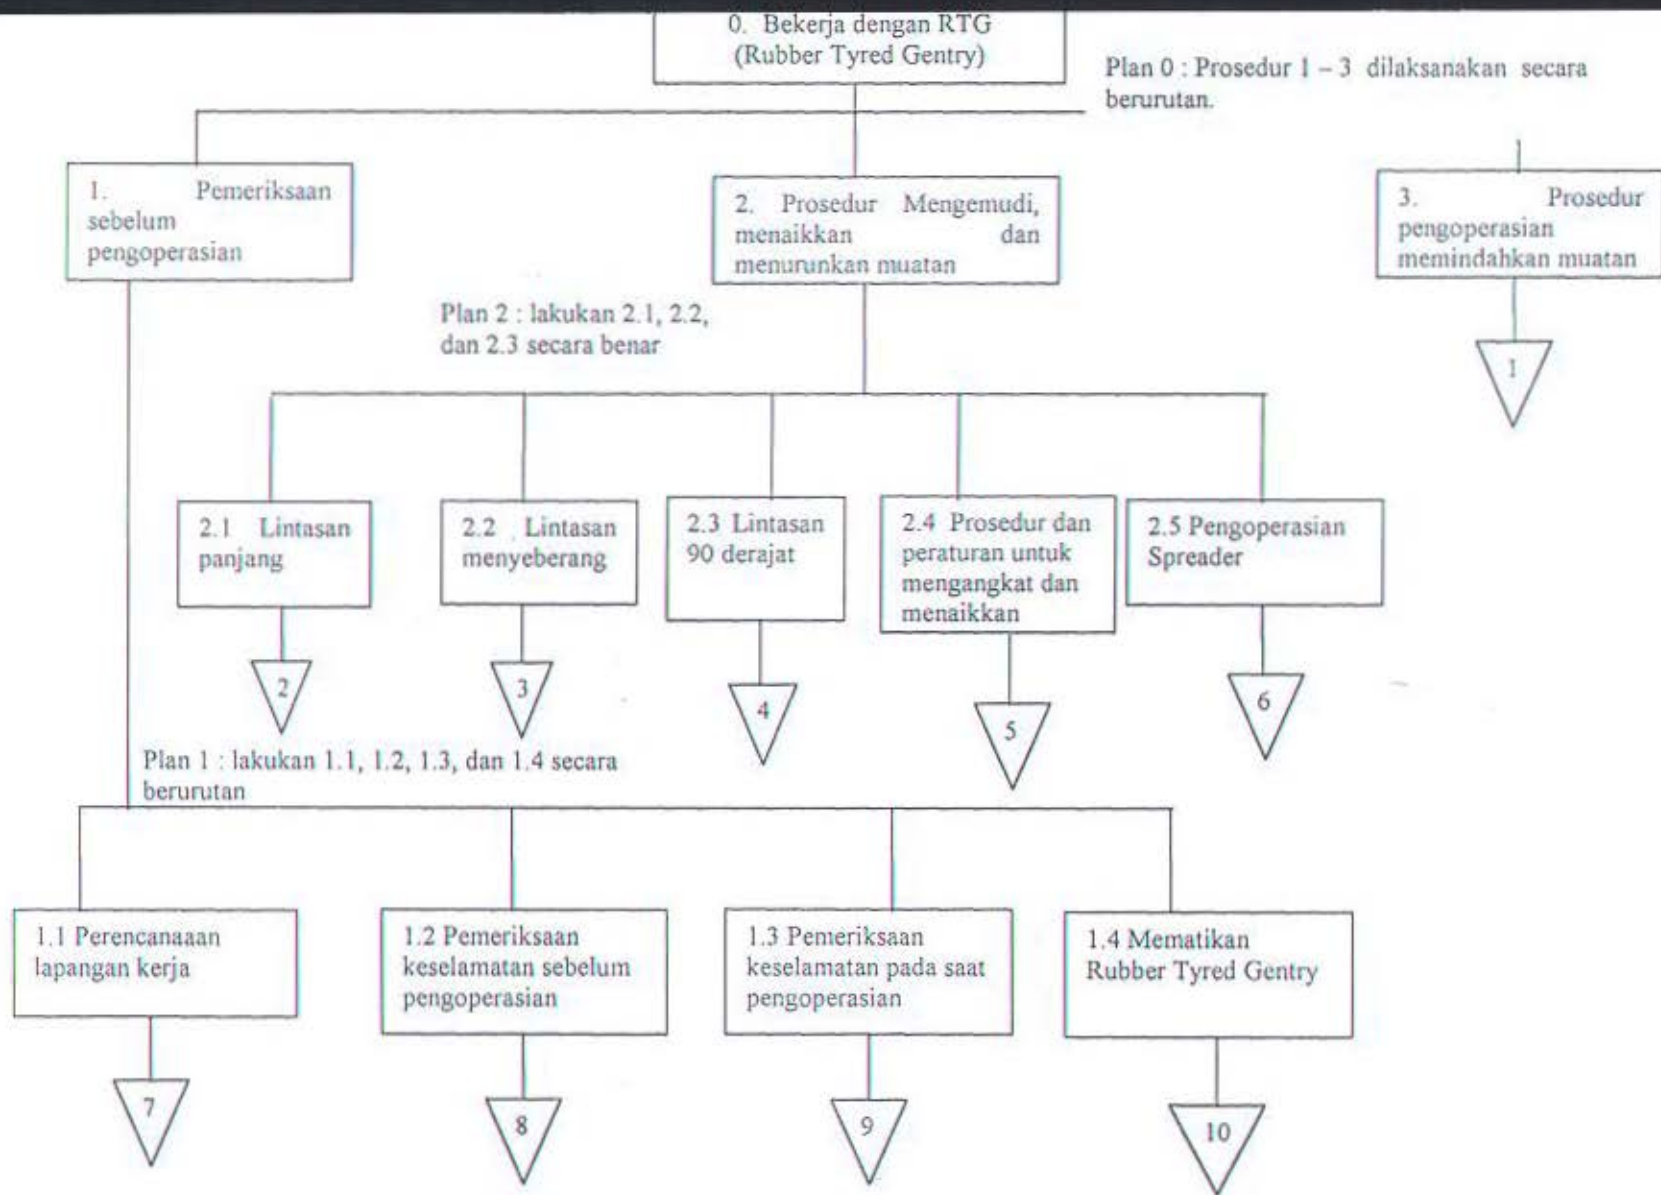 0. Bekerja dengan RTG
(Rubber Tyred Gentry)
Plan 0 : Prosedur 1 – 3 dilaksanakan secara
berurutan.
1. Pemeriksaan
sebelum
pengoperasian
2. Prosedur Mengemudi,
menaikkan dan
menurunkan muatan
3. Prosedur
pengoperasian
memindahkan muatan
Plan 2 : lakukan 2.1, 2.2,
dan 2.3 secara benar
1
2.1 Lintasan
panjang
2.2 Lintasan
menyeberang
2.3 Lintasan
90 derajat
2.4 Prosedur dan
peraturan untuk
mengangkat dan
menaikkan
2.5 Pengoperasian
Spreader
2
3
4
5
6
Plan 1 : lakukan 1.1, 1.2, 1.3, dan 1.4 secara
berurutan
1.1 Perencanaaan
lapangan kerja
1.2 Pemeriksaan
keselamatan sebelum
pengoperasian
1.3 Pemeriksaan
keselamatan pada saat
pengoperasian
1.4 Mematikan
Rubber Tyred Gentry
7
8
9
10